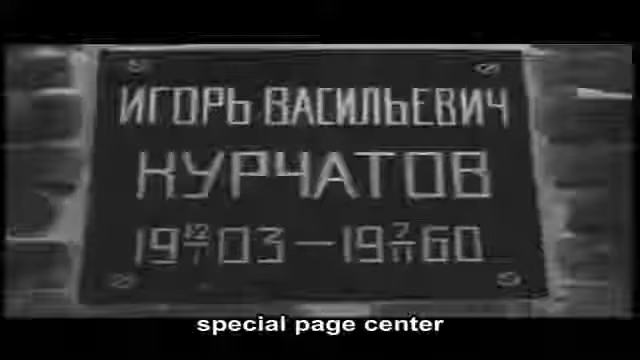 ИГОРЬ ВАСИЛЬЕВИЧ
КУРЧАТОВ
19 12/I 03 — 19 7/II 60
special page center